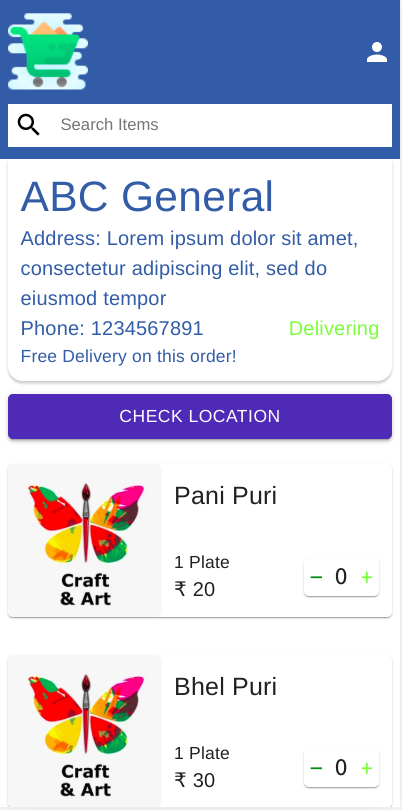 Search Items
ABC General
Address: Lorem ipsum dolor sit amet,
consectetur adipiscing elit, sed do
eiusmod tempor
Phone: 1234567891 Delivering
Free Delivery on this order!
CHECK LOCATION
Craft
& Art
Pani Puri
1 Plate
₹ 20
− 0 +
Craft
& Art
Bhel Puri
1 Plate
₹ 30
− 0 +